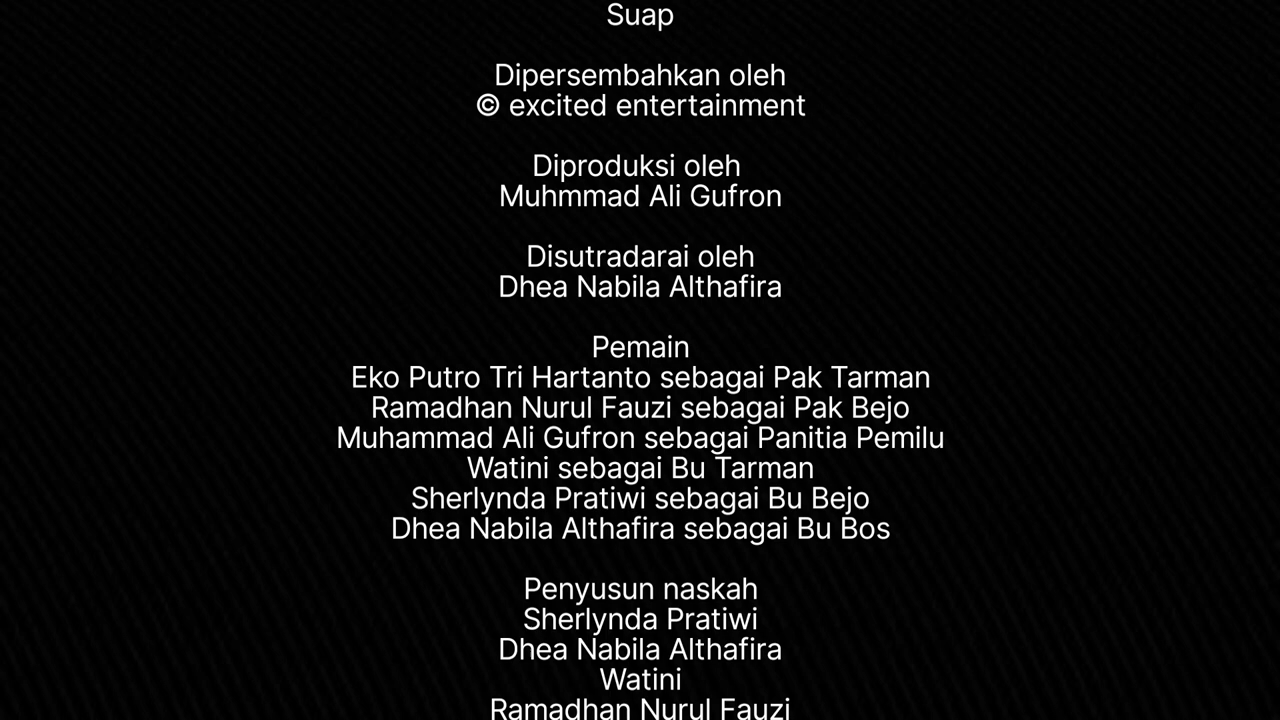 Suap
Dipersembahkan oleh
© excited entertainment
Diproduksi oleh
Muhmmad Ali Gufron
Disutradarai oleh
Dhea Nabila Althafira
Pemain
Eko Putro Tri Hartanto sebagai Pak Tarman
Ramadhan Nurul Fauzi sebagai Pak Bejo
Muhammad Ali Gufron sebagai Panitia Pemilu
Watini sebagai Bu Tarman
Sherlynda Pratiwi sebagai Bu Bejo
Dhea Nabila Althafira sebagai Bu Bos
Penyusun naskah
Sherlynda Pratiwi
Dhea Nabila Althafira
Watini
Ramadhan Nurul Fauzi